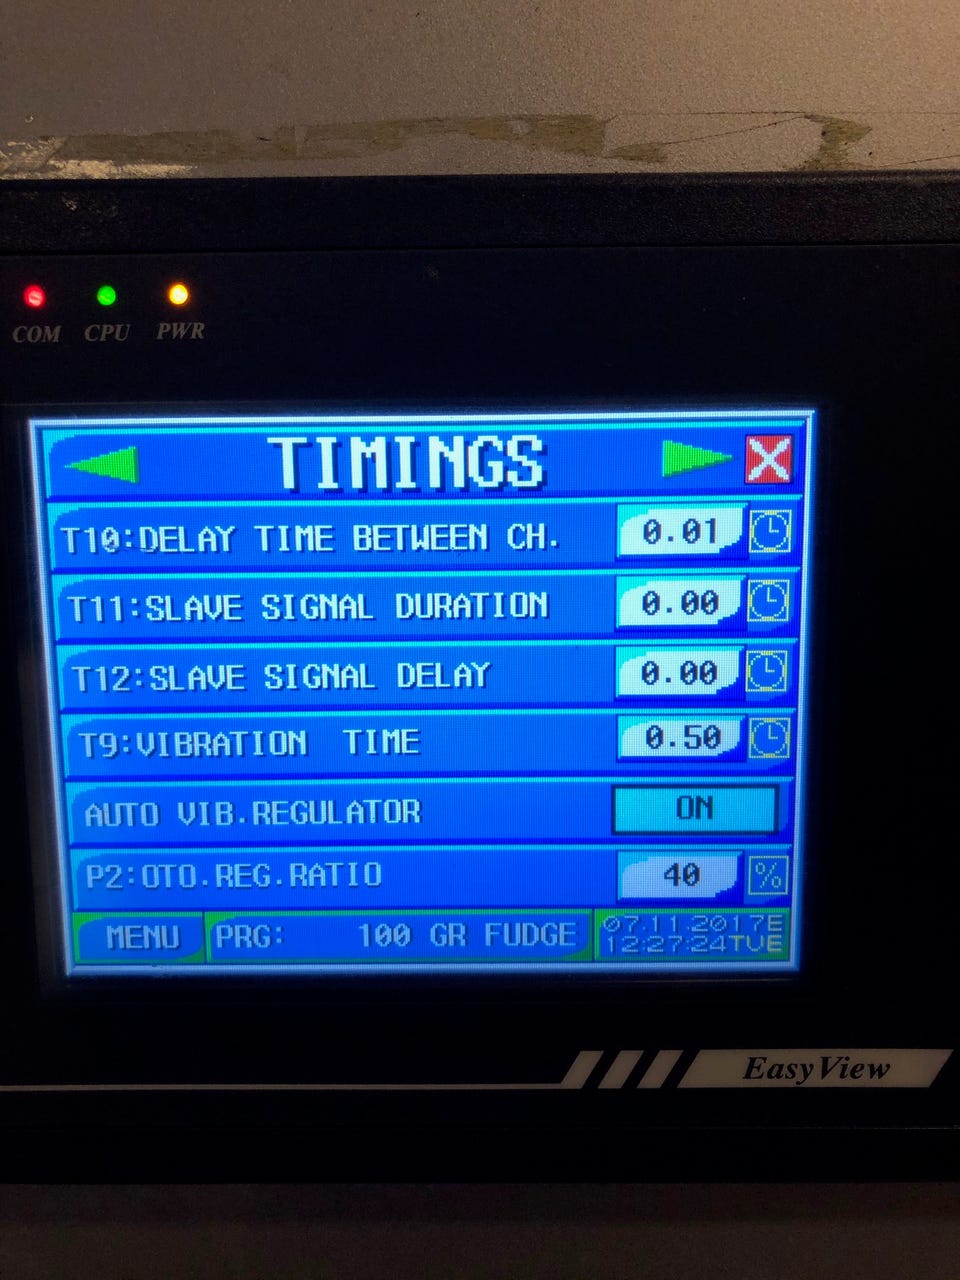 COM CPU PWR
TIMINGS
T10:DELAY TIME BETWEEN CH. 0.01
T11:SLAVE SIGNAL DURATION 0.00
T12:SLAVE SIGNAL DELAY 0.00
T9:VIBRATION TIME 0.50
AUTO VIB.REGULATOR ON
P2:OTO.REG.RATIO 40 %
MENU PRG: 100 GR FUDGE 07.11.2017E
12:27:24TUE
EasyView